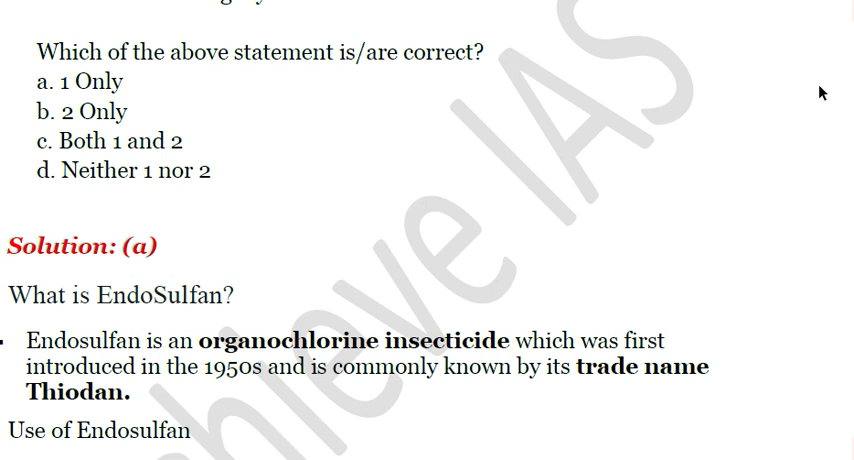 Which of the above statement is/are correct?
a. 1 Only
b. 2 Only
c. Both 1 and 2
d. Neither 1 nor 2
Solution: (a)
What is EndoSulfan?
Endosulfan is an organochlorine insecticide which was first
introduced in the 1950s and is commonly known by its trade name
Thiodan.
Use of Endosulfan
hieve IAS